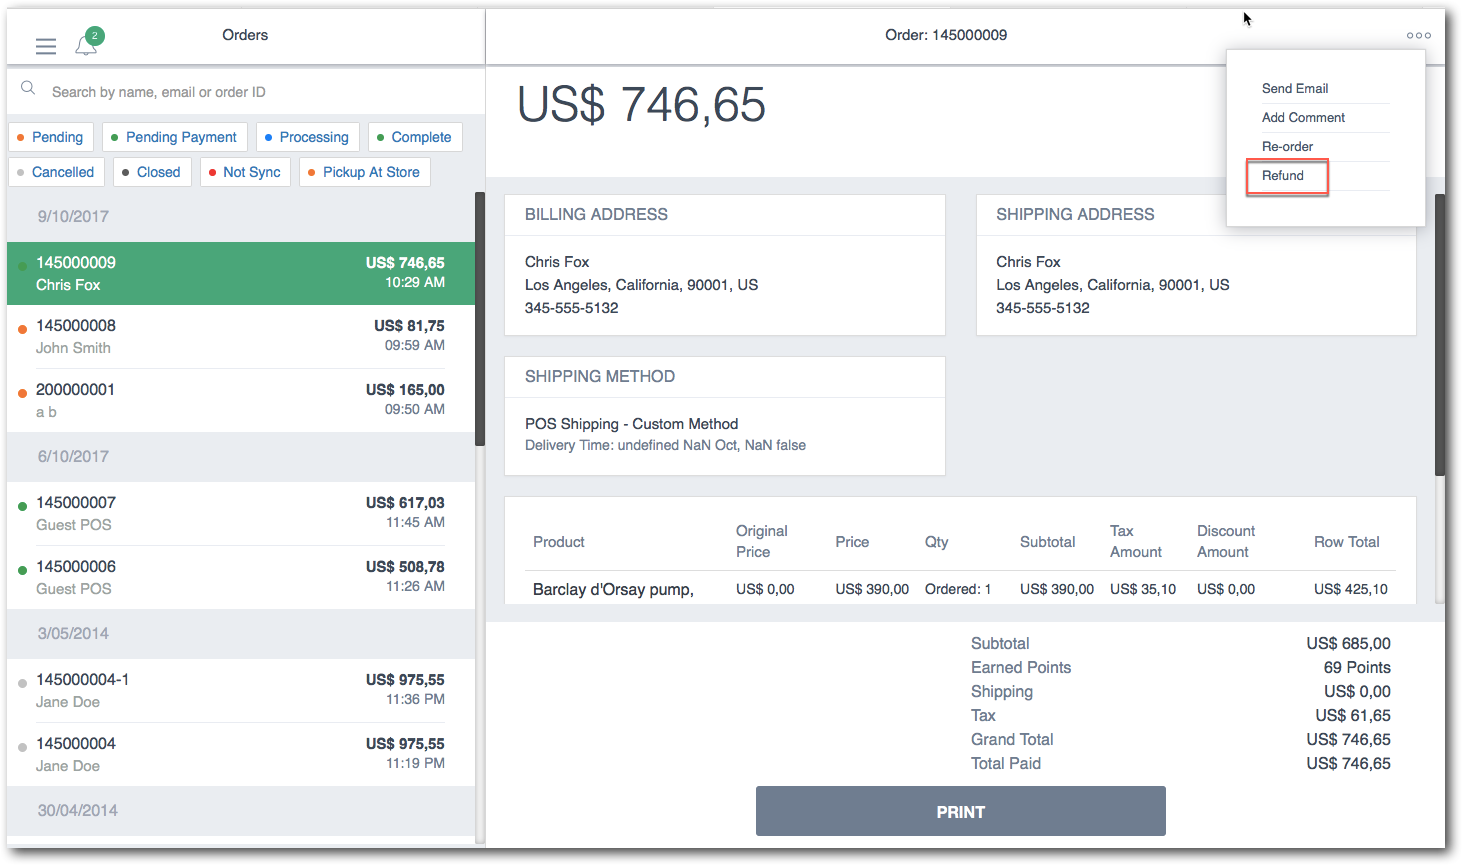 2
Orders
Search by name, email or order ID
Pending
Pending Payment
Processing
Complete
Cancelled
Closed
Not Sync
Pickup At Store
9/10/2017
145000009 US$ 746,65
Chris Fox 10:29 AM
145000008 US$ 81,75
John Smith 09:59 AM
200000001 US$ 165,00
a b 09:50 AM
6/10/2017
145000007 US$ 617,03
Guest POS 11:45 AM
145000006 US$ 508,78
Guest POS 11:26 AM
3/05/2014
145000004-1 US$ 975,55
Jane Doe 11:36 PM
145000004 US$ 975,55
Jane Doe 11:19 PM
30/04/2014
Order: 145000009
US$ 746,65
Send Email
Add Comment
Re-order
Refund
BILLING ADDRESS
Chris Fox
Los Angeles, California, 90001, US
345-555-5132
SHIPPING ADDRESS
Chris Fox
Los Angeles, California, 90001, US
345-555-5132
SHIPPING METHOD
POS Shipping - Custom Method
Delivery Time: undefined NaN Oct, NaN false
Product Original Price Price Qty Subtotal Tax Amount Discount Amount Row Total
Barclay d'Orsay pump, US$ 0,00 US$ 390,00 Ordered: 1 US$ 390,00 US$ 35,10 US$ 0,00 US$ 425,10
Subtotal US$ 685,00
Earned Points 69 Points
Shipping US$ 0,00
Tax US$ 61,65
Grand Total US$ 746,65
Total Paid US$ 746,65
PRINT